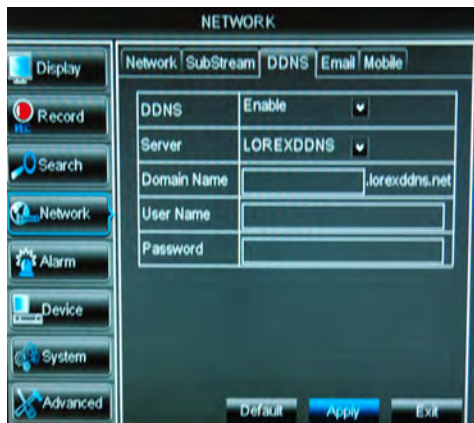 NETWORK
Display
Record
REC
Search
Network
Alarm
Device
System
Advanced
Network SubStream DDNS Email Mobile
DDNS Enable
Server LOREXDDNS
Domain Name .lorexddns.net
User Name
Password
Default Apply Exit